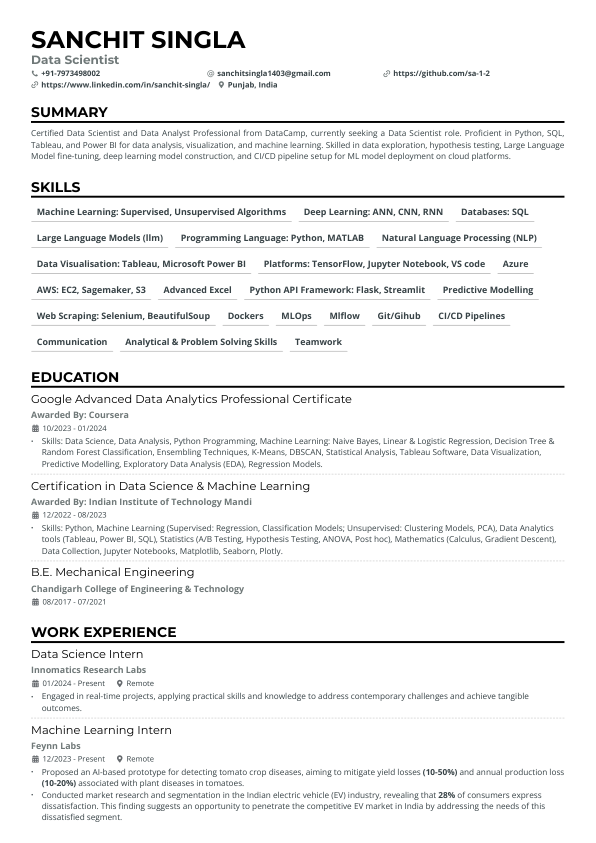 SANCHIT SINGLA
Data Scientist
+91-7973498002 sanchitsingla1403@gmail.com https://github.com/sa-1-2
https://www.linkedin.com/in/sanchit-singla/ Punjab, India
SUMMARY
Certified Data Scientist and Data Analyst Professional from DataCamp, currently seeking a Data Scientist role. Proficient in Python, SQL,
Tableau, and Power BI for data analysis, visualization, and machine learning. Skilled in data exploration, hypothesis testing, Large Language
Model fine-tuning, deep learning model construction, and CI/CD pipeline setup for ML model deployment on cloud platforms.
SKILLS
Machine Learning: Supervised, Unsupervised Algorithms Deep Learning: ANN, CNN, RNN Databases: SQL
Large Language Models (llm) Programming Language: Python, MATLAB Natural Language Processing (NLP)
Data Visualisation: Tableau, Microsoft Power BI Platforms: TensorFlow, Jupyter Notebook, VS code Azure
AWS: EC2, Sagemaker, S3 Advanced Excel Python API Framework: Flask, Streamlit Predictive Modelling
Web Scraping: Selenium, BeautifulSoup Dockers MLOps Mlflow Git/Gihub CI/CD Pipelines
Communication Analytical & Problem Solving Skills Teamwork
EDUCATION
Google Advanced Data Analytics Professional Certificate
Awarded By: Coursera
10/2023 - 01/2024
• Skills: Data Science, Data Analysis, Python Programming, Machine Learning: Naive Bayes, Linear & Logistic Regression, Decision Tree &
Random Forest Classification, Ensembling Techniques, K-Means, DBSCAN, Statistical Analysis, Tableau Software, Data Visualization,
Predictive Modelling, Exploratory Data Analysis (EDA), Regression Models.
Certification in Data Science & Machine Learning
Awarded By: Indian Institute of Technology Mandi
12/2022 - 08/2023
• Skills: Python, Machine Learning (Supervised: Regression, Classification Models; Unsupervised: Clustering Models, PCA), Data Analytics
tools (Tableau, Power BI, SQL), Statistics (A/B Testing, Hypothesis Testing, ANOVA, Post hoc), Mathematics (Calculus, Gradient Descent),
Data Collection, Jupyter Notebooks, Matplotlib, Seaborn, Plotly.
B.E. Mechanical Engineering
Chandigarh College of Engineering & Technology
08/2017 - 07/2021
WORK EXPERIENCE
Data Science Intern
Innomatics Research Labs
01/2024 - Present Remote
• Engaged in real-time projects, applying practical skills and knowledge to address contemporary challenges and achieve tangible
outcomes.
Machine Learning Intern
Feynn Labs
12/2023 - Present Remote
• Proposed an AI-based prototype for detecting tomato crop diseases, aiming to mitigate yield losses (10-50%) and annual production loss
(10-20%) associated with plant diseases in tomatoes.
• Conducted market research and segmentation in the Indian electric vehicle (EV) industry, revealing that 28% of consumers express
dissatisfaction. This finding suggests an opportunity to penetrate the competitive EV market in India by addressing the needs of this
dissatisfied segment.